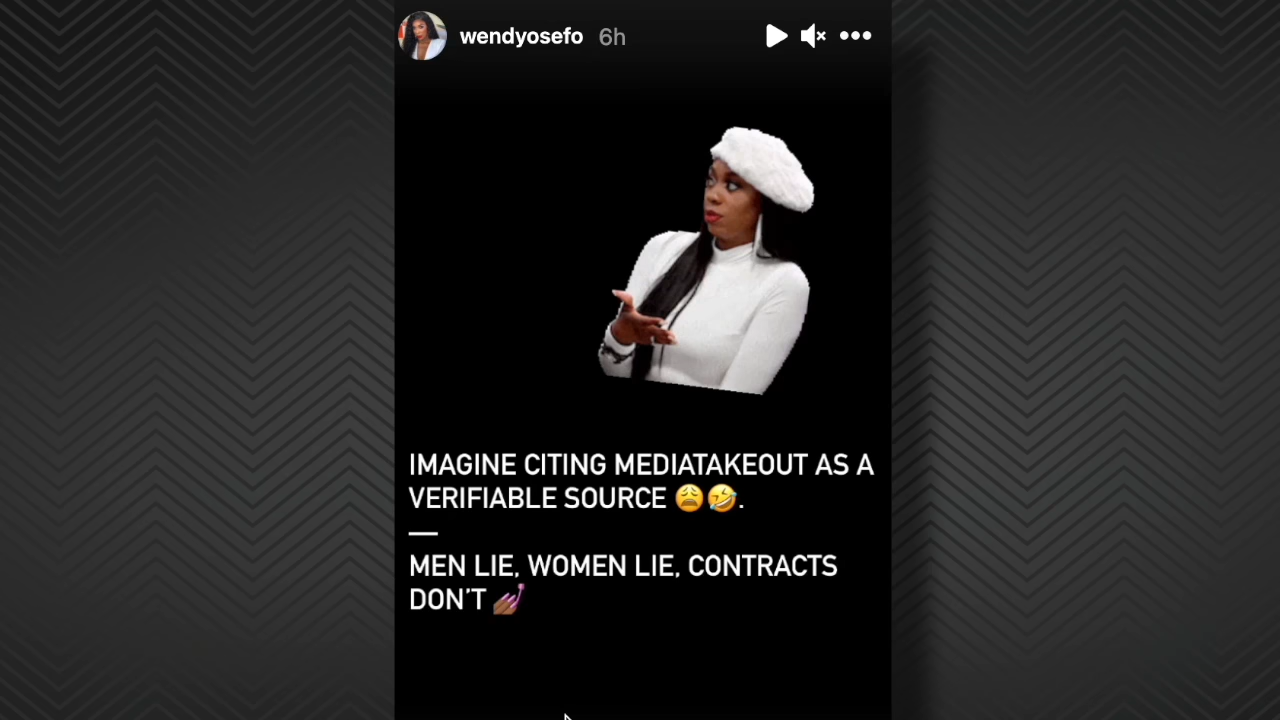 wendyosefo 6h
IMAGINE CITING MEDIATAKEOUT AS A
VERIFIABLE SOURCE 😩🤣.
—
MEN LIE, WOMEN LIE, CONTRACTS
DON'T 💅🏾